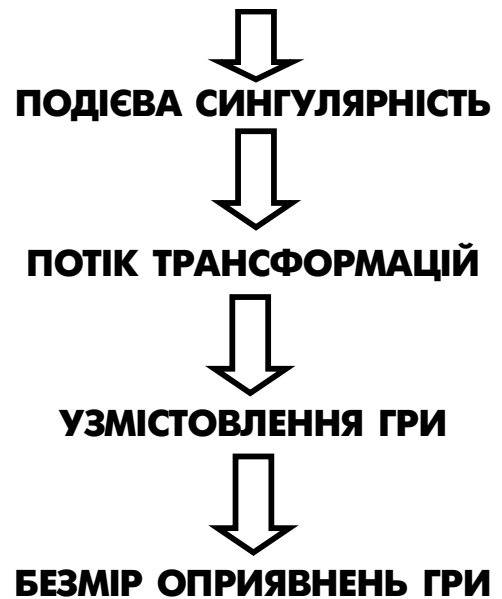 ПОДІЄВА СИНГУЛЯРНІСТЬ
ПОТІК ТРАНСФОРМАЦІЙ
УЗМІСТОВЛЕННЯ ГРИ
БЕЗМІР ОПРИЯВНЕНЬ ГРИ